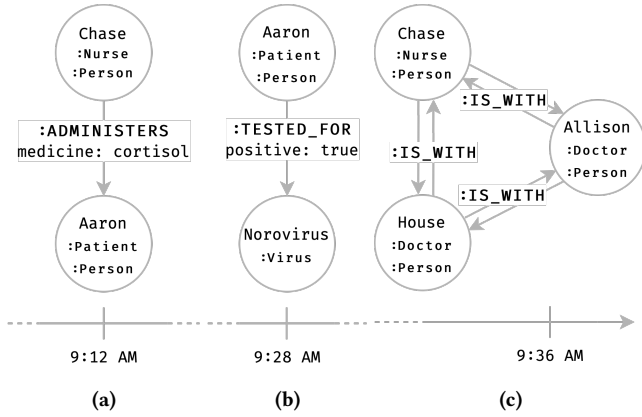 Chase
:Nurse
:Person
:ADMINISTERS
medicine: cortisol
Aaron
:Patient
:Person
9:12 AM
(a)
Aaron
:Patient
:Person
:TESTED_FOR
positive: true
Norovirus
:Virus
9:28 AM
(b)
Chase
:Nurse
:Person
:IS_WITH
Allison
:Doctor
:Person
:IS_WITH
:IS_WITH
House
:Doctor
:Person
9:36 AM
(c)